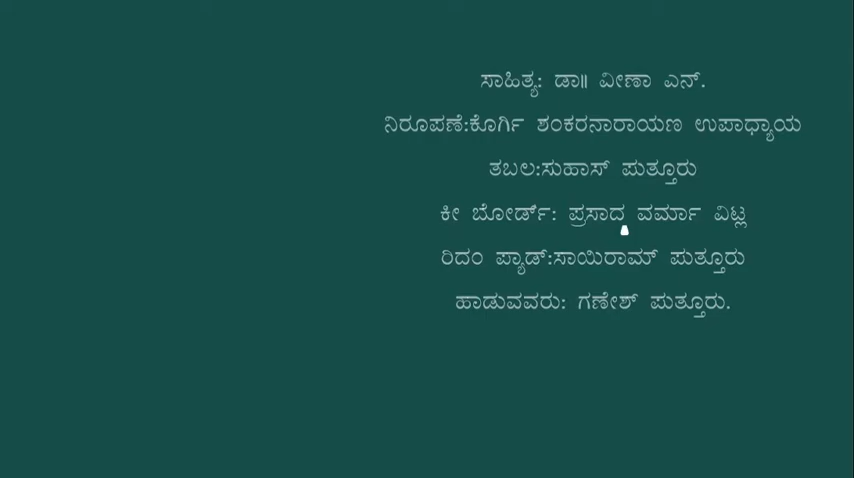 ಸಾಹಿತ್ಯ: ಡಾ॥ ವೀಣಾ ಎನ್.
ನಿರೂಪಣೆ:ಕೊರ್ಗಿ ಶಂಕರನಾರಾಯಣ ಉಪಾಧ್ಯಾಯ
ತಬಲ:ಸುಹಾಸ್ ಪುತ್ತೂರು
ಕೀ ಬೋರ್ಡ್: ಪ್ರಸಾದ ವರ್ಮಾ ವಿಟ್ಲ
ರಿದಂ ಪ್ಯಾಡ್:ಸಾಯಿರಾಮ್ ಪುತ್ತೂರು
ಹಾಡುವವರು: ಗಣೇಶ್ ಪುತ್ತೂರು.